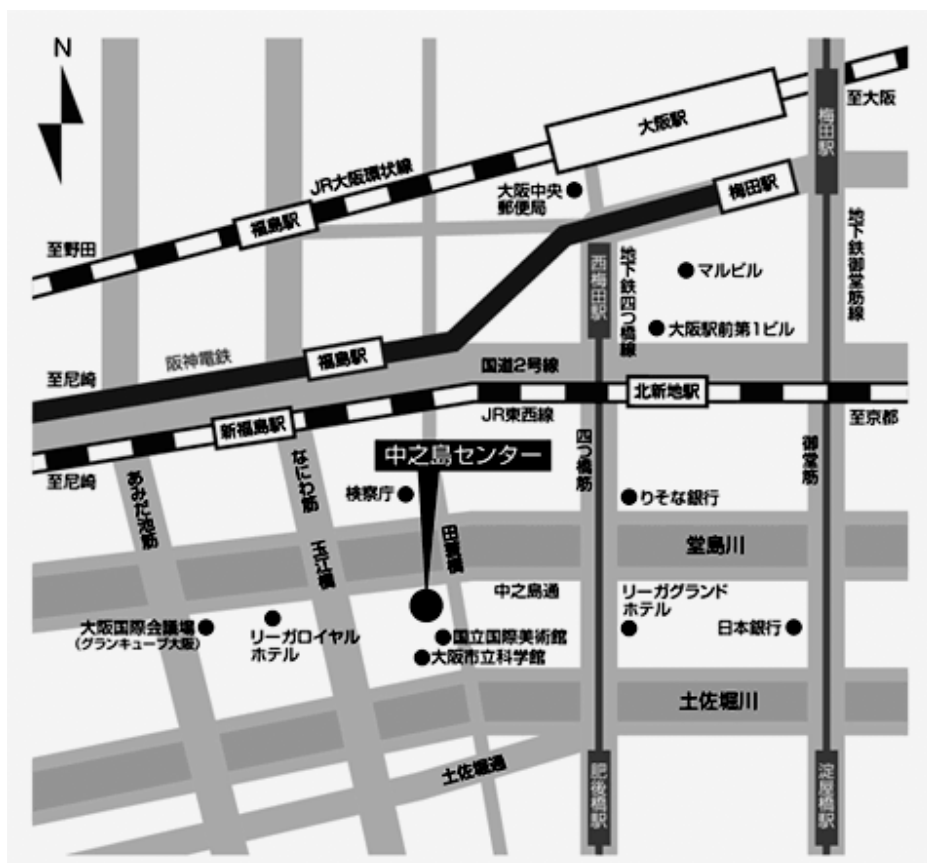 N
大阪駅
至大阪
梅田駅
JR大阪環状線
大阪中央
郵便局
梅田駅
福島駅
至野田
西梅田駅
地下鉄四つ橋線
マルビル
地下鉄御堂筋線
大阪駅前第1ビル
阪神電鉄
福島駅
国道2号線
至尼崎
北新地駅
JR東西線
至京都
新福島駅
中之島センター
至尼崎
あみだ池筋
なにわ筋
検察庁
四つ橋筋
りそな銀行
御堂筋
玉江橋
田蓑橋
堂島川
中之島通
リーガグランド
ホテル
大阪国際会議場
(グランキューブ大阪)
リーガロイヤル
ホテル
国立国際美術館
大阪市立科学館
日本銀行
土佐堀川
土佐堀通
肥後橋駅
淀屋橋駅